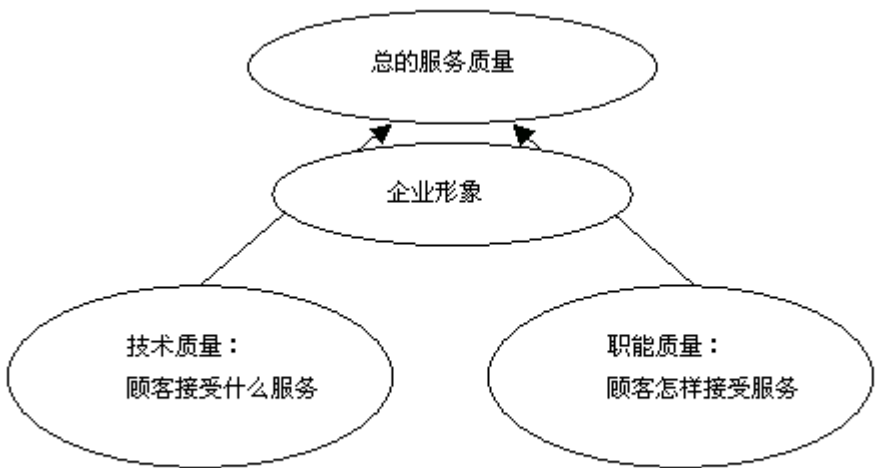 总的服务质量
企业形象
技术质量：
顾客接受什么服务
职能质量：
顾客怎样接受服务